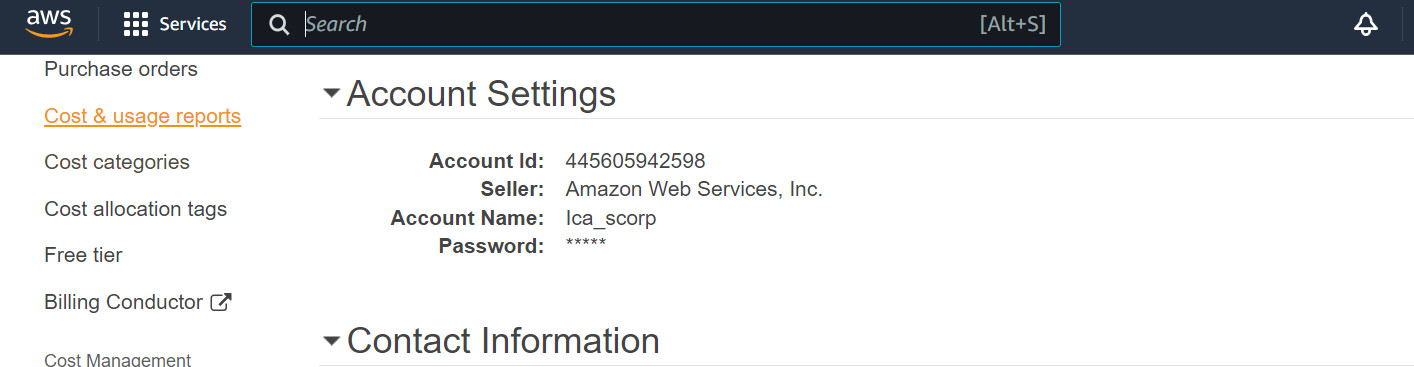 aws
Services
Search
[Alt+S]
Purchase orders
Cost & usage reports
Cost categories
Cost allocation tags
Free tier
Billing Conductor
Cost Management
Account Settings
Account Id: 445605942598
Seller: Amazon Web Services, Inc.
Account Name: Ica_scorp
Password: *****
Contact Information